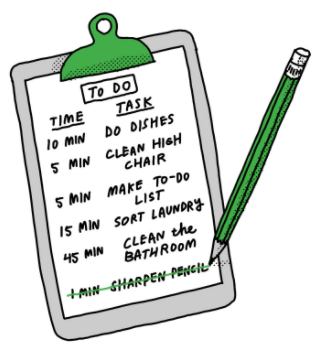 TO DO
TIME TASK
10 MIN DO DISHES
5 MIN CLEAN HIGH
CHAIR
5 MIN MAKE TO-DO
LIST
15 MIN SORT LAUNDRY
45 MIN CLEAN the
BATHROOM
1 MIN SHARPEN PENCIL